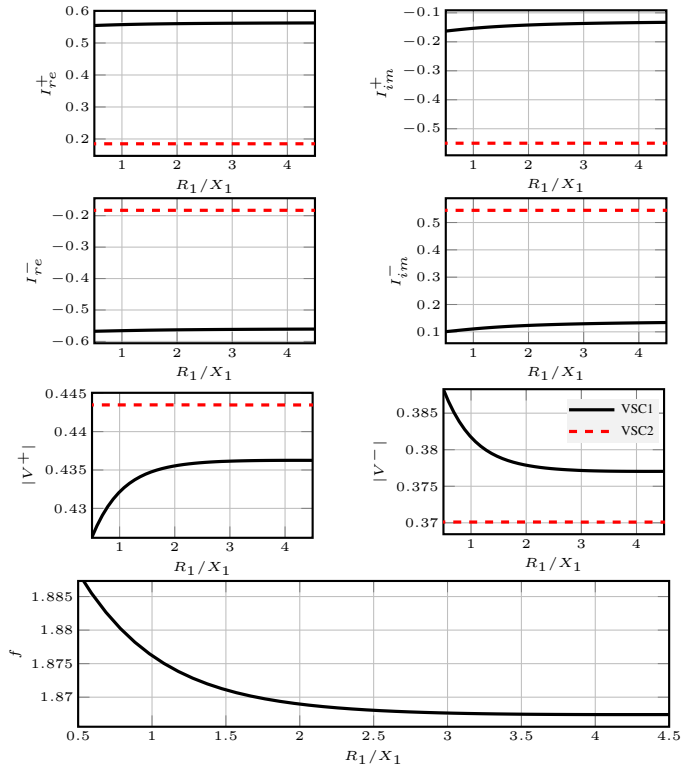 0.6
0.5
0.4
0.3
0.2
I⁺re
1 2 3 4
R₁/X₁
−0.1
−0.2
−0.3
−0.4
−0.5
I⁺im
1 2 3 4
R₁/X₁
−0.2
−0.3
−0.4
−0.5
−0.6
I⁻re
1 2 3 4
R₁/X₁
0.5
0.4
0.3
0.2
0.1
I⁻im
1 2 3 4
R₁/X₁
0.445
0.44
0.435
0.43
|V⁺|
1 2 3 4
R₁/X₁
0.385
0.38
0.375
0.37
|V⁻|
VSC1
VSC2
1 2 3 4
R₁/X₁
1.885
1.88
1.875
1.87
f
0.5 1 1.5 2 2.5 3 3.5 4 4.5
R₁/X₁